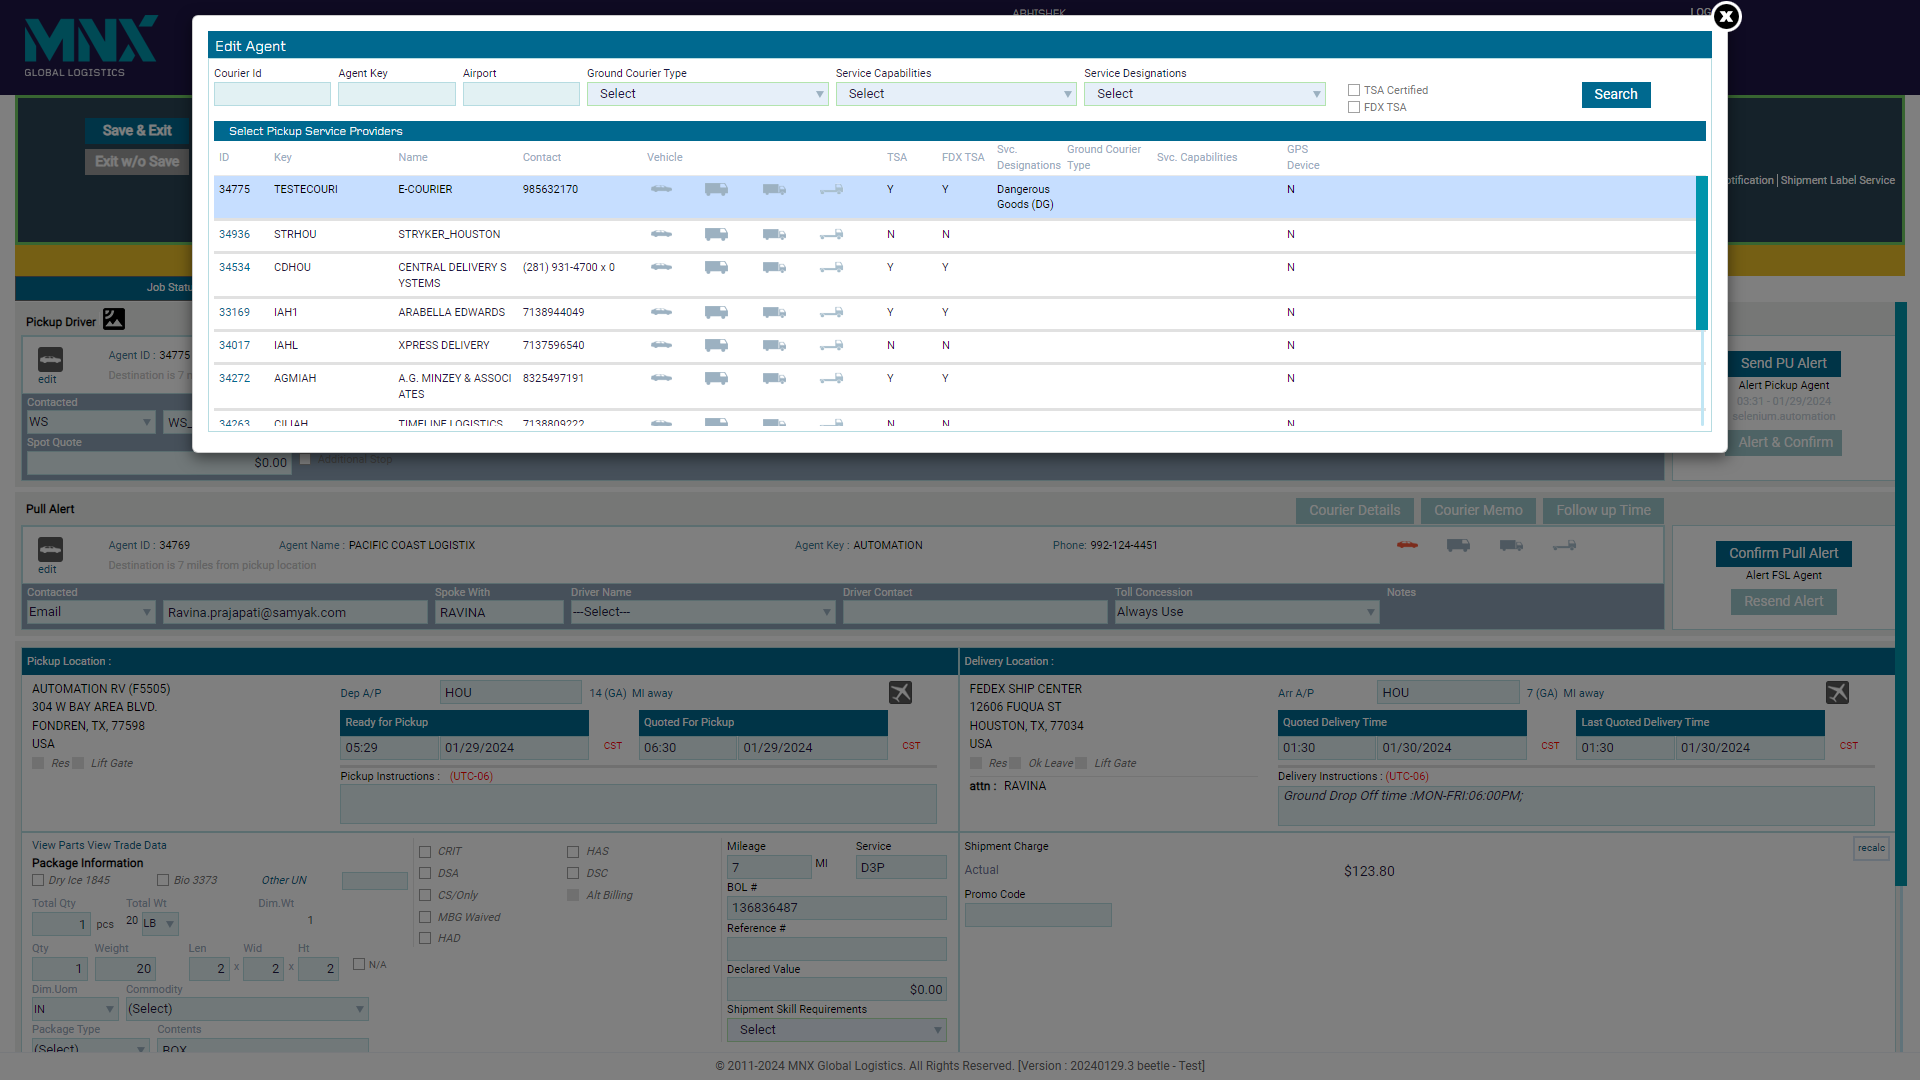 MNX
GLOBAL LOGISTICS
ABHISHEK
Edit Agent
Courier Id
Agent Key
Airport
Ground Courier Type
Service Capabilities
Service Designations
Select
Select
Select
TSA Certified
FDX TSA
Search
Select Pickup Service Providers
ID Key Name Contact Vehicle TSA FDX TSA Svc. Designations Ground Courier Type Svc. Capabilities GPS Device
34775 TESTECOURI E-COURIER 985632170 Y Y Dangerous Goods (DG) N
34936 STRHOU STRYKER_HOUSTON N N N
34534 CDHOU CENTRAL DELIVERY S YSTEMS (281) 931-4700 x 0 Y Y N
33169 IAH1 ARABELLA EDWARDS 7138944049 Y Y N
34017 IAHL XPRESS DELIVERY 7137596540 N N N
34272 AGMIAH A.G. MINZEY & ASSOCI ATES 8325497191 Y Y N
34263 CILIAH TIMELINE LOGISTICS 7138809222 N N N
Save & Exit
Exit w/o Save
Shipment Label Service
Job Statu
Pickup Driver
edit
Agent ID : 34775
Destination is 7 m
Contacted
WS
WS_
Spot Quote
$0.00
Additional Stop
Send PU Alert
Alert Pickup Agent
03:31 - 01/29/2024
selenium.automation
Alert & Confirm
Pull Alert
Courier Details
Courier Memo
Follow up Time
edit
Agent ID : 34769
Agent Name : PACIFIC COAST LOGISTIX
Agent Key : AUTOMATION
Phone: 992-124-4451
Destination is 7 miles from pickup location
Contacted
Spoke With
Driver Name
Driver Contact
Toll Concession
Notes
Email
Ravina.prajapati@samyak.com
RAVINA
---Select---
Always Use
Confirm Pull Alert
Alert FSL Agent
Resend Alert
Pickup Location :
AUTOMATION RV (F5505)
304 W BAY AREA BLVD.
FONDREN, TX, 77598
USA
Res
Lift Gate
Dep A/P
HOU
14 (GA) MI away
Ready for Pickup
05:29
01/29/2024
CST
Quoted For Pickup
06:30
01/29/2024
CST
Pickup Instructions : (UTC-06)
Delivery Location :
FEDEX SHIP CENTER
12606 FUQUA ST
HOUSTON, TX, 77034
USA
Res
Ok Leave
Lift Gate
attn : RAVINA
Arr A/P
HOU
7 (GA) MI away
Quoted Delivery Time
01:30
01/30/2024
CST
Last Quoted Delivery Time
01:30
01/30/2024
CST
Delivery Instructions : (UTC-06)
Ground Drop Off time :MON-FRI:06:00PM;
View Parts View Trade Data
Package Information
Dry Ice 1845
Bio 3373
Other UN
Total Qty
Total Wt
Dim.Wt
1 pcs
20 LB
1
Qty
Weight
Len
Wid
Ht
1
20
2 x 2 x 2
N/A
Dim.Uom
Commodity
IN
(Select)
Package Type
Contents
(Select)
BOX
CRIT
DSA
CS/Only
MBG Waived
HAD
HAS
DSC
Alt Billing
Mileage
7 MI
Service
D3P
BOL #
136836487
Reference #
Declared Value
$0.00
Shipment Skill Requirements
Select
Shipment Charge
recalc
Actual
$123.80
Promo Code
© 2011-2024 MNX Global Logistics. All Rights Reserved. [Version : 20240129.3 beetle - Test]